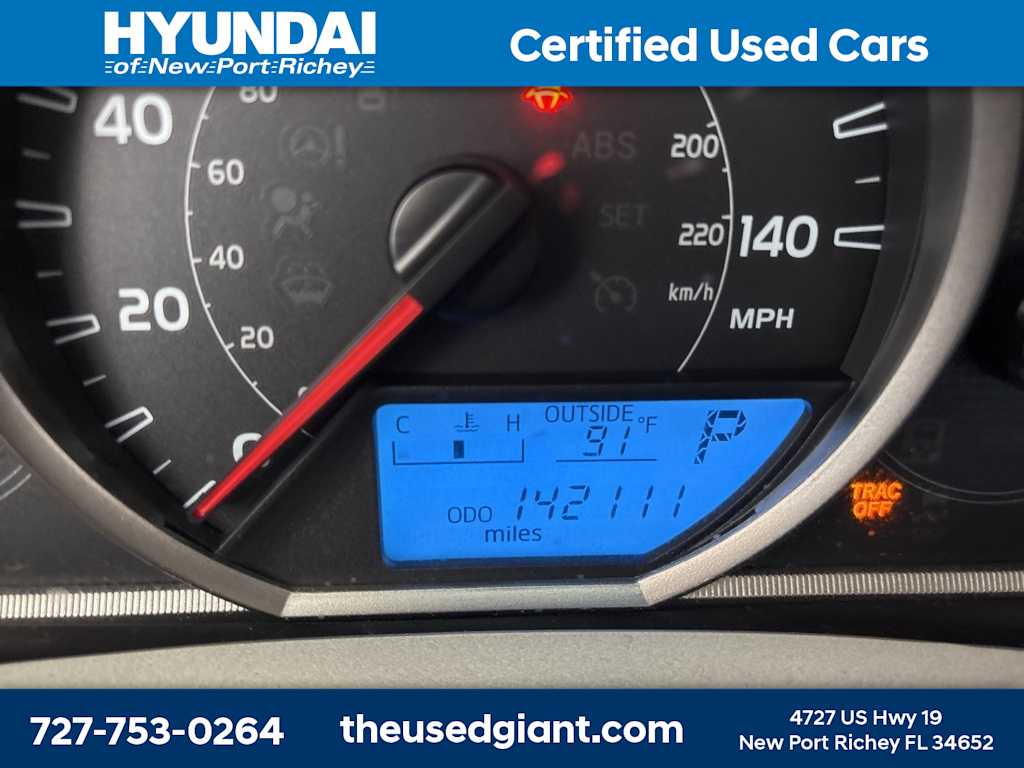 HYUNDAI
of New Port Richey
Certified Used Cars
40
80
60
40
20
20
0
ABS
SET
200
220
140
km/h
MPH
C H
OUTSIDE
91 °F
P
ODO 142111
miles
TRAC
OFF
727-753-0264
theusedgiant.com
4727 US Hwy 19
New Port Richey FL 34652